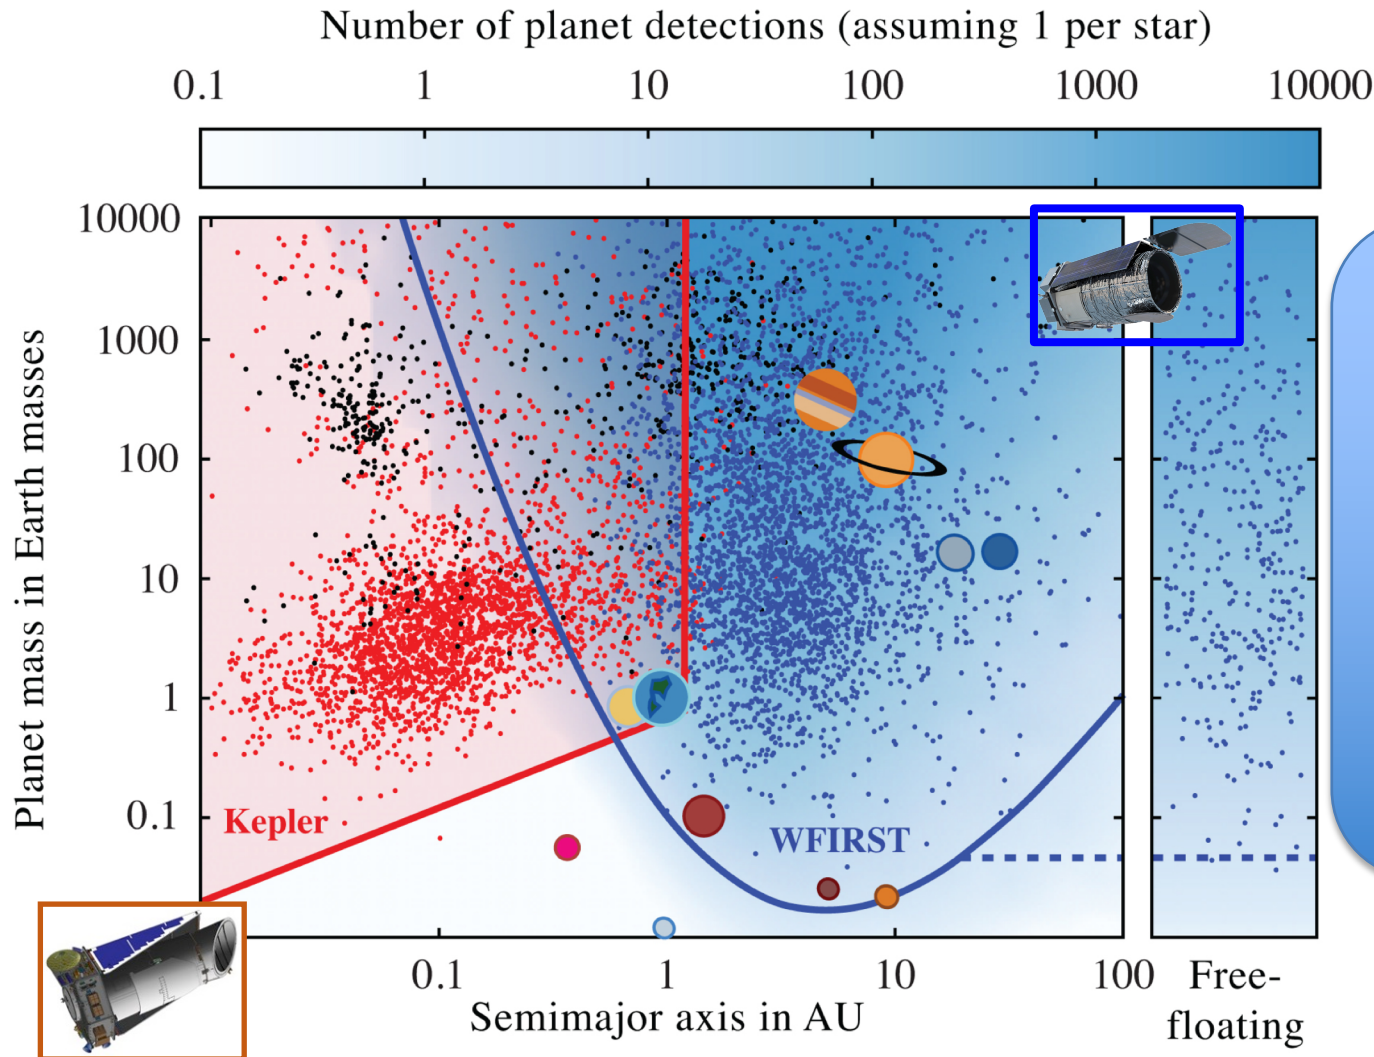 Number of planet detections (assuming 1 per star)
0.1 1 10 100 1000 10000
Planet mass in Earth masses
10000
1000
100
10
1
0.1
Kepler
WFIRST
0.1 1 10 100
Semimajor axis in AU
Free-
floating